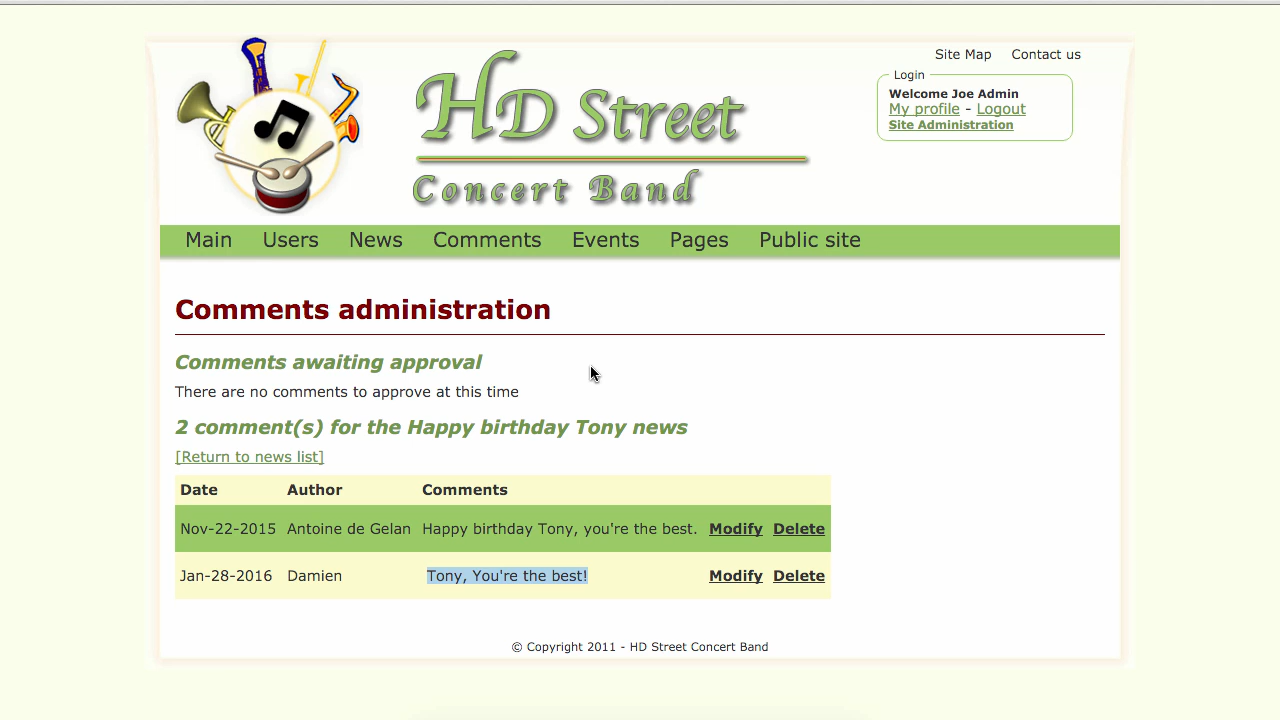 Site Map Contact us
HD Street
Concert Band
Login
Welcome Joe Admin
My profile - Logout
Site Administration
Main Users News Comments Events Pages Public site
Comments administration
Comments awaiting approval
There are no comments to approve at this time
2 comment(s) for the Happy birthday Tony news
[Return to news list]
Date Author Comments
Nov-22-2015 Antoine de Gelan Happy birthday Tony, you're the best. Modify Delete
Jan-28-2016 Damien Tony, You're the best! Modify Delete
© Copyright 2011 - HD Street Concert Band